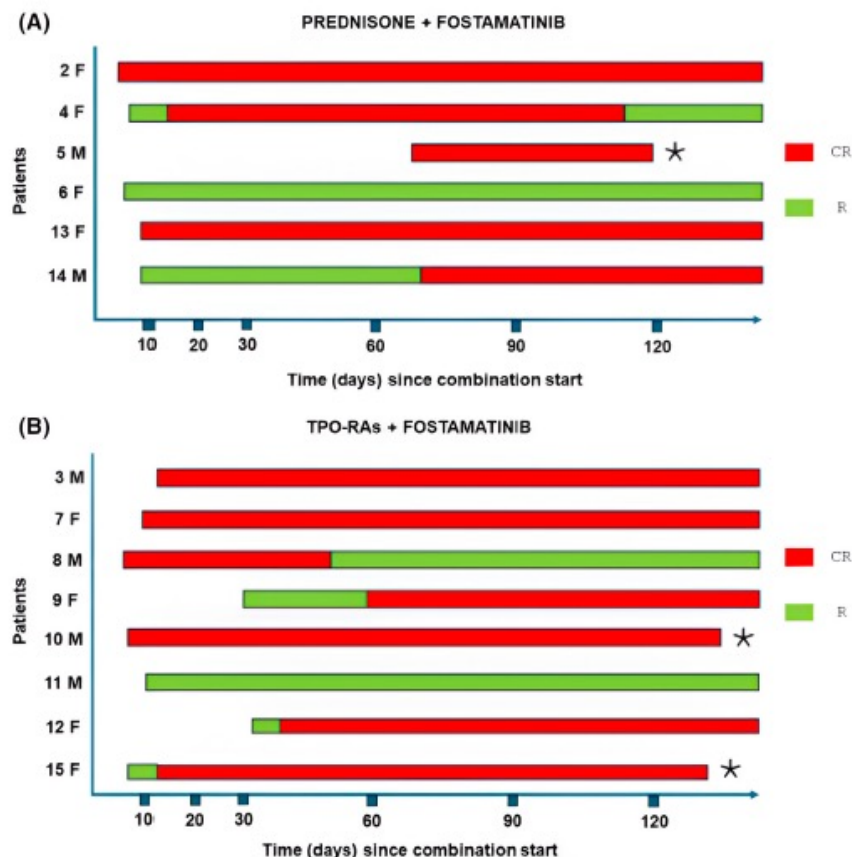 (A)
PREDNISONE + FOSTAMATINIB
2 F
4 F
5 M
6 F
13 F
14 M
Patients
CR
R
10 20 30 60 90 120
Time (days) since combination start
(B)
TPO-RAs + FOSTAMATINIB
3 M
7 F
8 M
9 F
10 M
11 M
12 F
15 F
Patients
CR
R
10 20 30 60 90 120
Time (days) since combination start